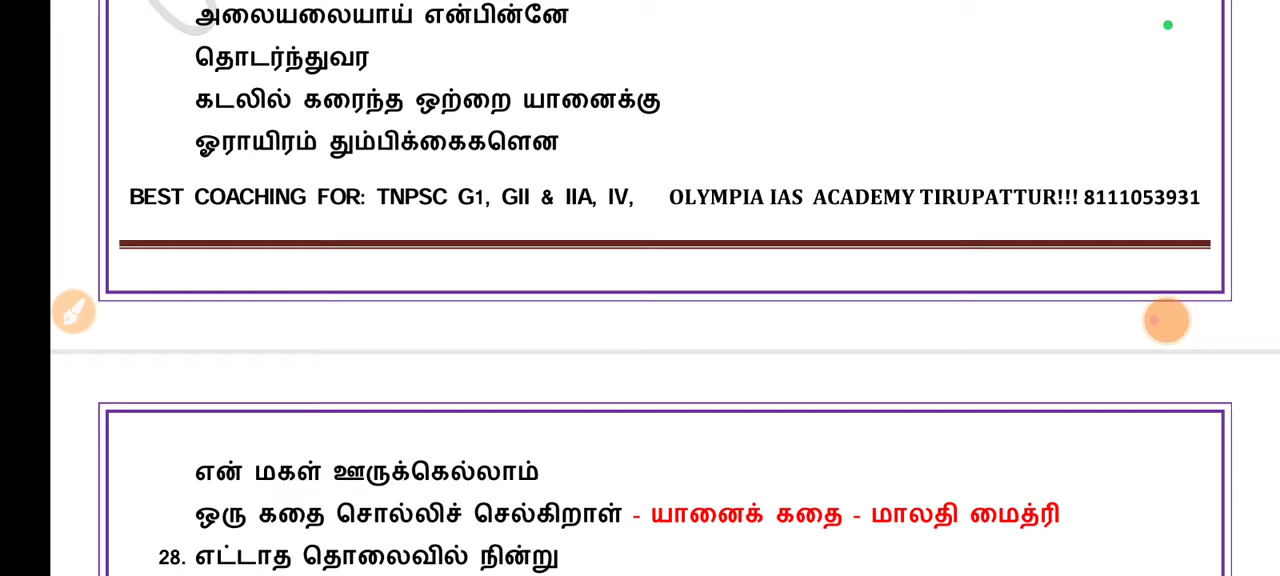 அலையலையாய் என்பின்னே
தொடர்ந்துவர
கடலில் கரைந்த ஒற்றை யானைக்கு
ஓராயிரம் தும்பிக்கைகளென
BEST COACHING FOR: TNPSC G1, GII & IIA, IV, OLYMPIA IAS ACADEMY TIRUPATTUR!!! 8111053931
என் மகள் ஊருக்கெல்லாம்
ஒரு கதை சொல்லிச் செல்கிறாள் - யானைக் கதை - மாலதி மைத்ரி
28. எட்டாத தொலைவில் நின்று